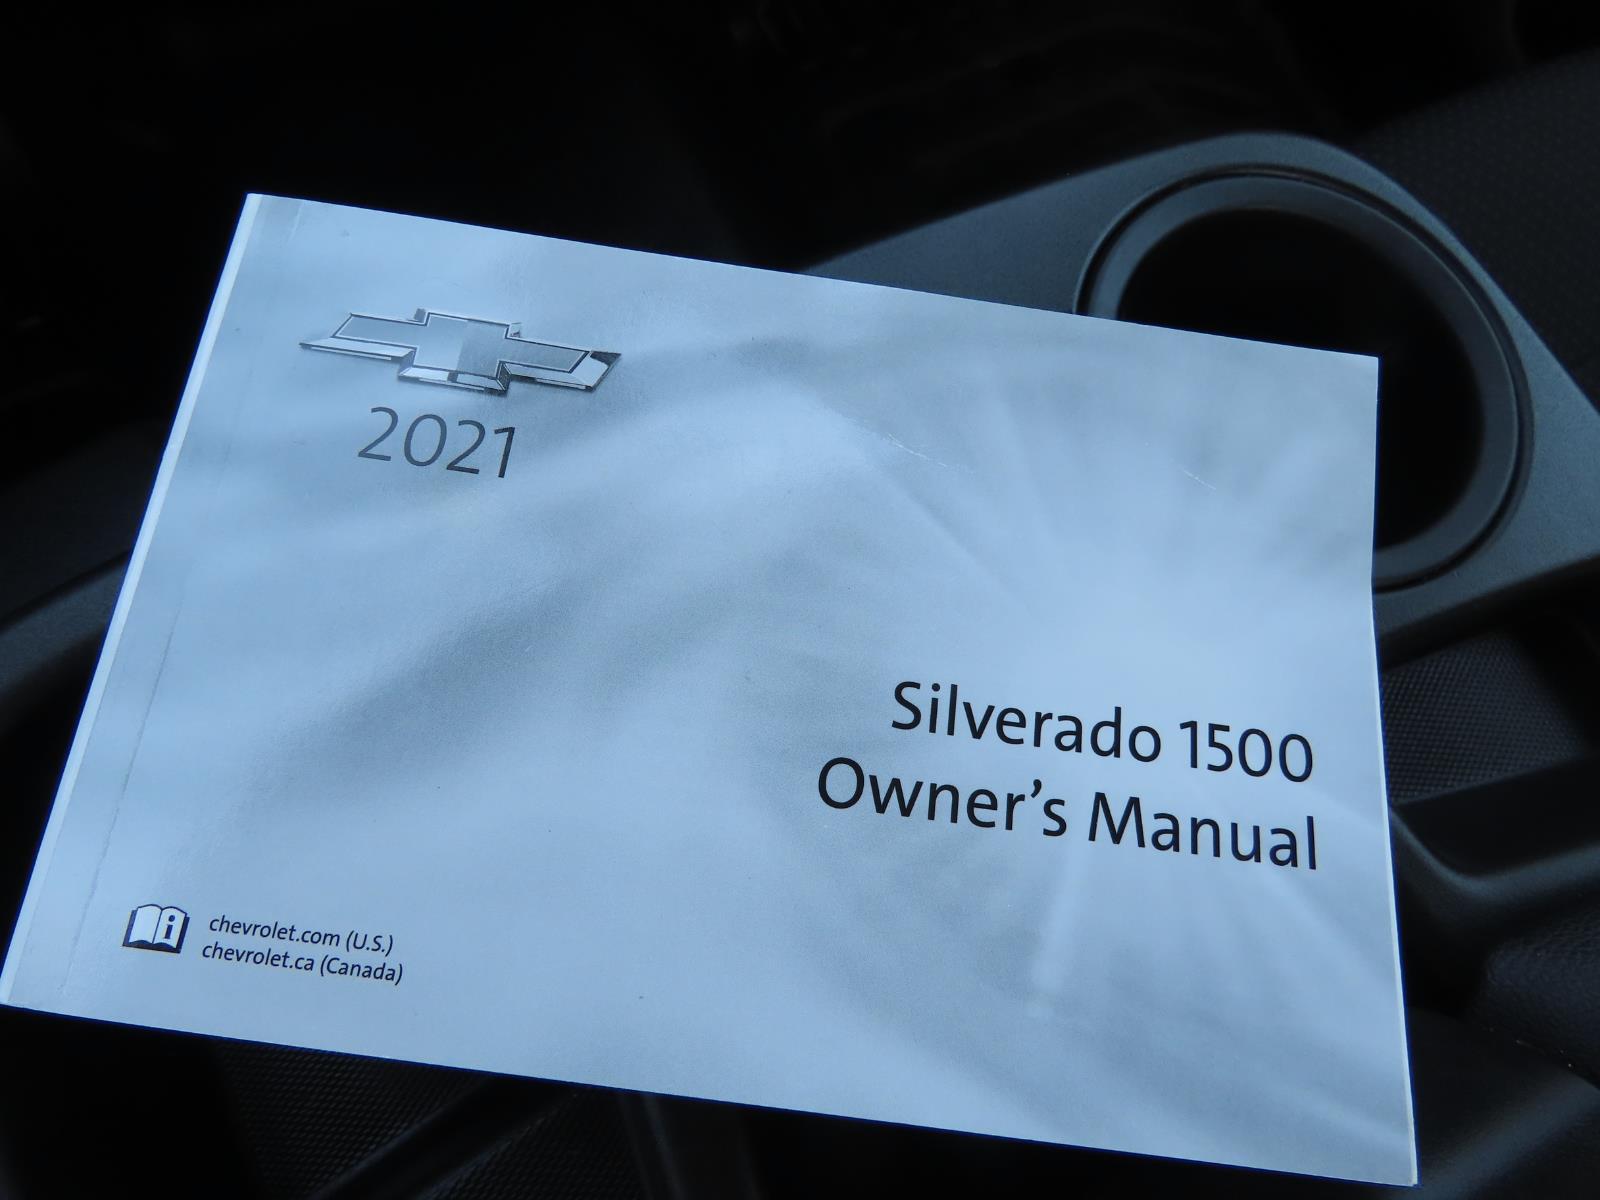 2021
Silverado 1500
Owner's Manual
chevrolet.com (U.S.)
chevrolet.ca (Canada)